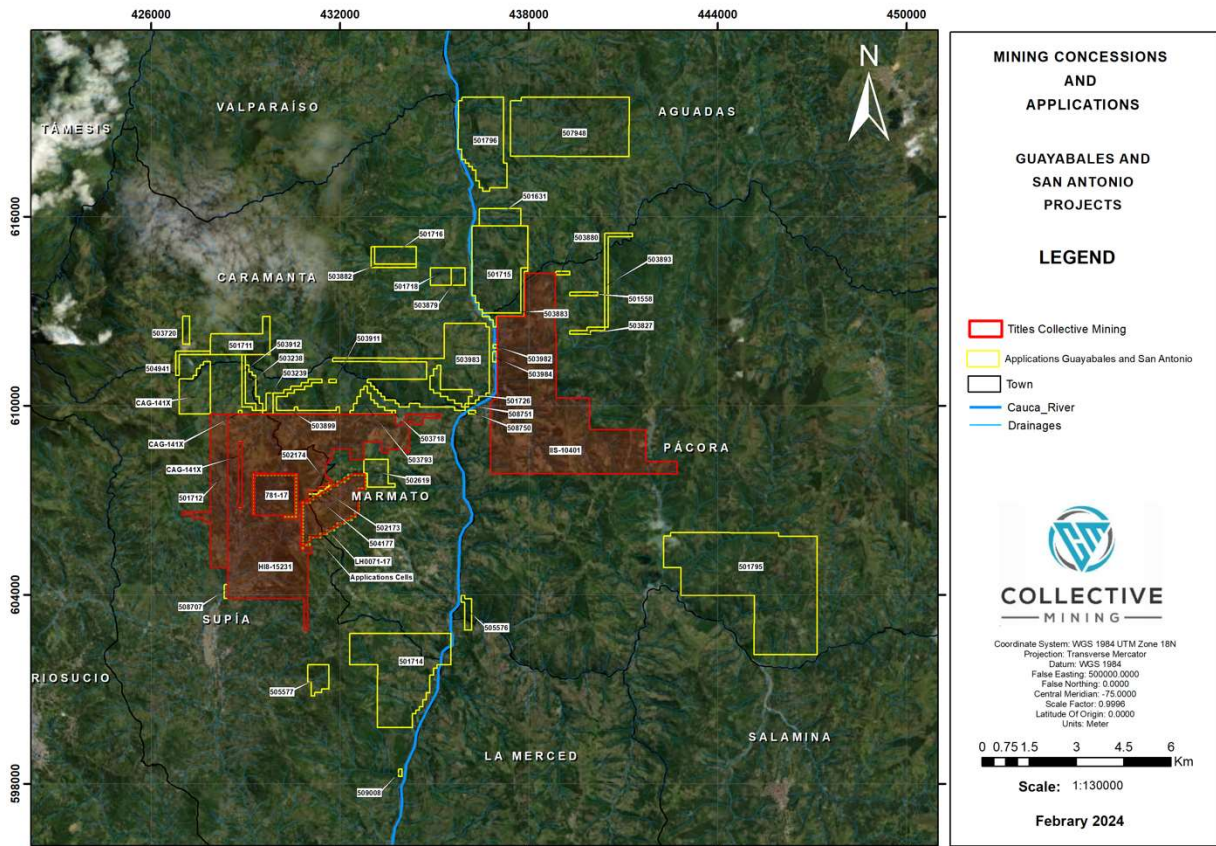 426000
432000
438000
444000
450000
616000
610000
604000
598000
N
VALPARAÍSO
TÁMESIS
AGUADAS
CARAMANTA
PÁCORA
MARMATO
SUPÍA
RIOSUCIO
LA MERCED
SALAMINA
501796
507948
501631
501716
503880
503893
503882
501718
501715
503879
501558
503883
503827
503720
503912
503911
501711
503238
503983
503982
504941
503239
503984
CAG-141X
501726
508751
508750
503899
CAG-141X
503718
502174
503793
IIS-10401
CAG-141X
502619
501712
781-17
502173
504177
LH0071-17
HI8-15231
Applications Cells
501795
508707
505576
501714
505577
509008
MINING CONCESSIONS
AND
APPLICATIONS
GUAYABALES AND
SAN ANTONIO
PROJECTS
LEGEND
Titles Collective Mining
Applications Guayabales and San Antonio
Town
Cauca_River
Drainages
COLLECTIVE
MINING
Coordinate System: WGS 1984 UTM Zone 18N
Projection: Transverse Mercator
Datum: WGS 1984
False Easting: 500000.0000
False Northing: 0.0000
Central Meridian: -75.0000
Scale Factor: 0.9996
Latitude Of Origin: 0.0000
Units: Meter
0 0.75 1.5 3 4.5 6
Km
Scale: 1:130000
Febrary 2024